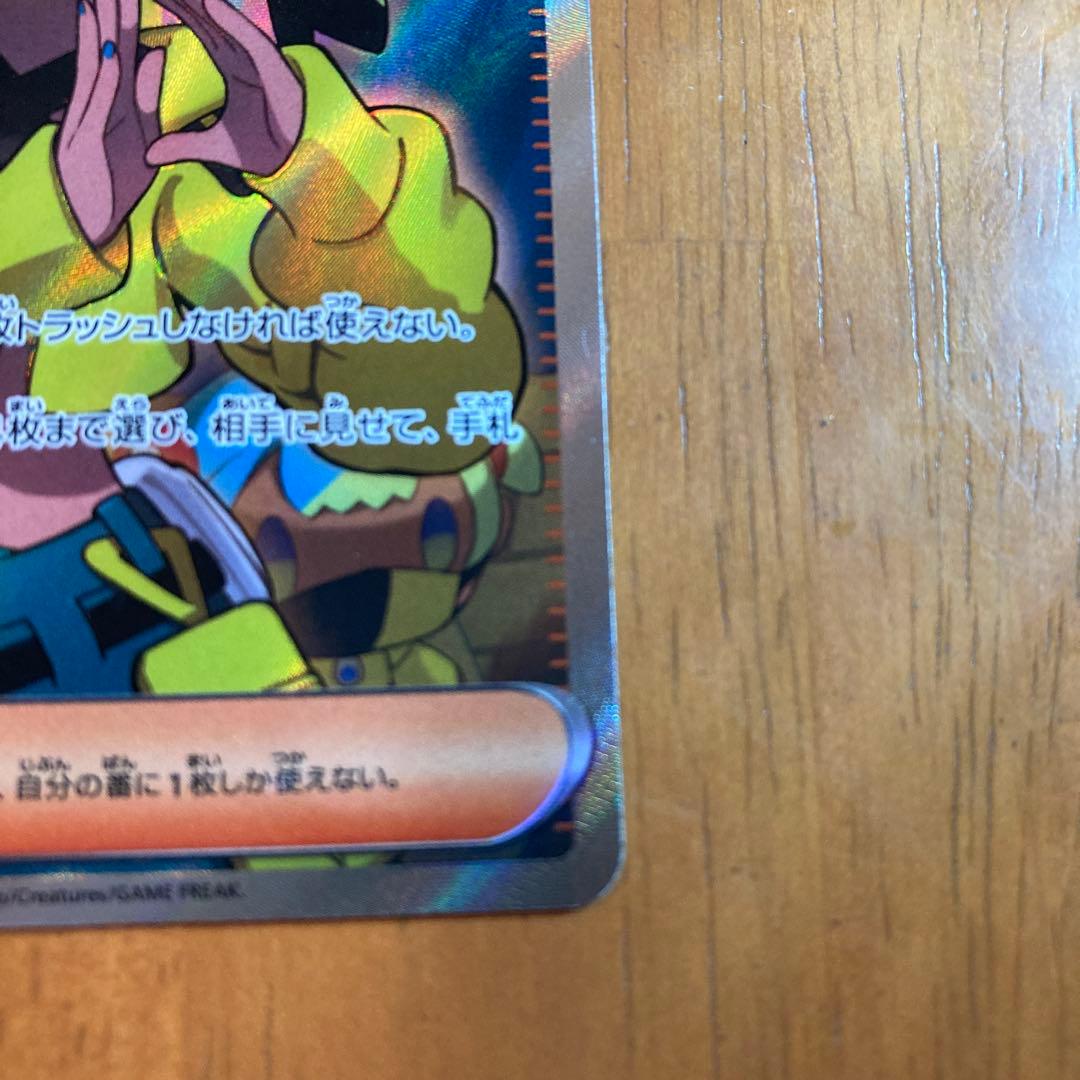 トラッシュしなければ使えない。
枚まで選び、相手に見せて、手札
、自分の番に1枚しか使えない。
/Creatures/GAME FREAK.